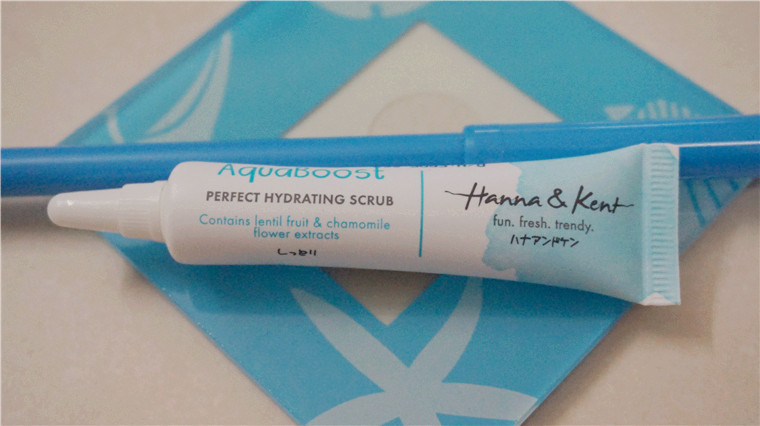 AquaBoost
PERFECT HYDRATING SCRUB
Contains lentil fruit & chamomile
flower extracts
しっとり
Hanna & Kent
fun. fresh. trendy.
ハナアンドケン